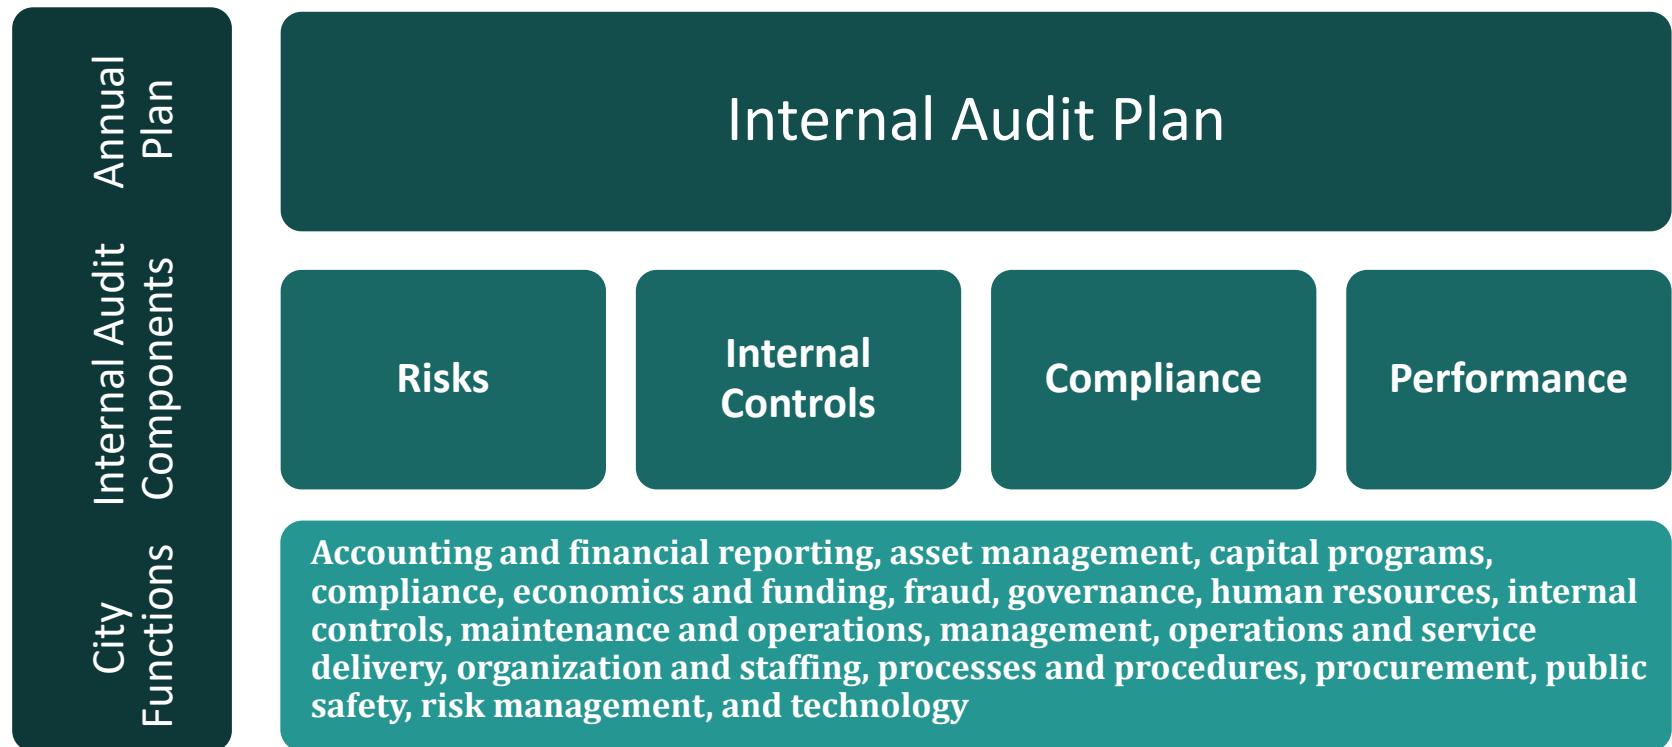 Annual
Plan
Internal Audit Plan
Internal Audit
Components
Risks
Internal
Controls
Compliance
Performance
City
Functions
Accounting and financial reporting, asset management, capital programs,
compliance, economics and funding, fraud, governance, human resources, internal
controls, maintenance and operations, management, operations and service
delivery, organization and staffing, processes and procedures, procurement, public
safety, risk management, and technology